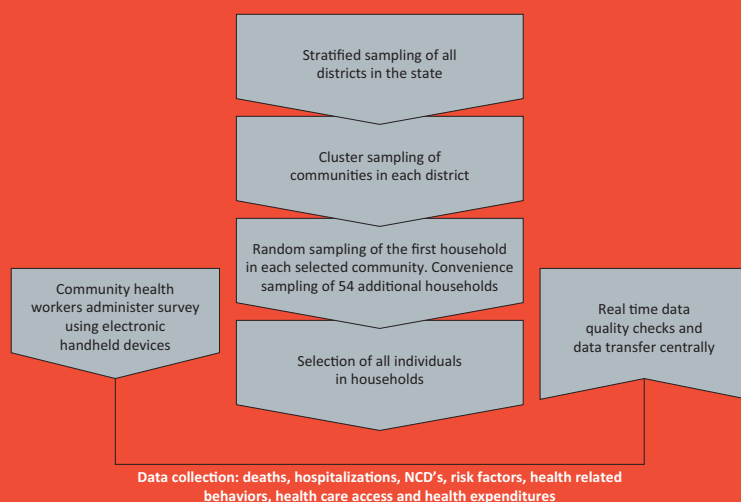 Stratified sampling of all
districts in the state
Cluster sampling of
communities in each district
Random sampling of the first household
in each selected community. Convenience
sampling of 54 additional households
Community health
workers administer survey
using electronic
handheld devices
Real time data
quality checks and
data transfer centrally
Selection of all individuals
in households
Data collection: deaths, hospitalizations, NCD's, risk factors, health related
behaviors, health care access and health expenditures